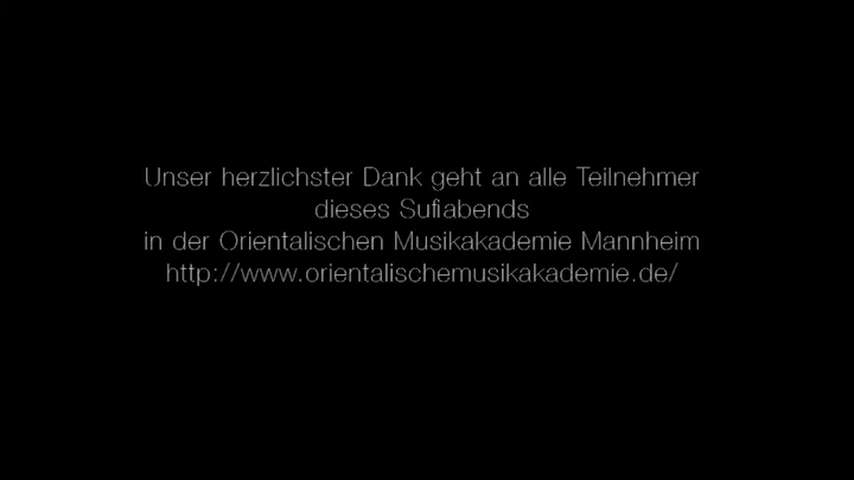 Unser herzlichster Dank geht an alle Teilnehmer
dieses Sufiabends
in der Orientalischen Musikakademie Mannheim
http://www.orientalischemusikakademie.de/